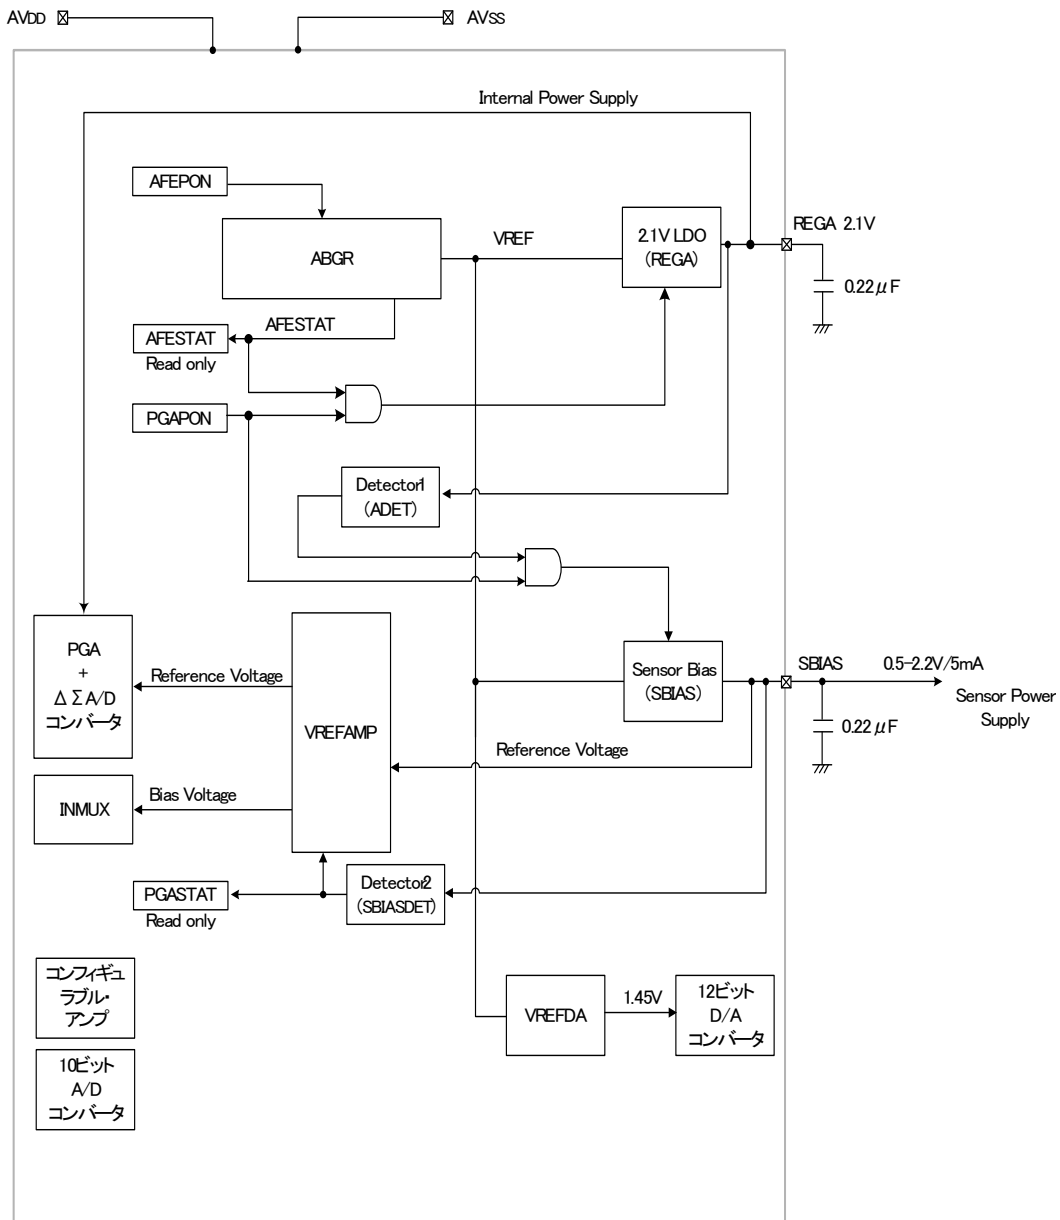 AVDD
AVSS
Internal Power Supply
AFEPON
REGA 2.1V
ABGR
VREF
2.1V LDO
(REGA)
0.22μF
AFESTAT
AFESTAT
Read only
PGAPON
Detector1
(ADET)
PGA
+
ΔΣA/D
コンバータ
Reference Voltage
VREFAMP
Sensor Bias
(SBIAS)
SBIAS
0.5-2.2V/5mA
Sensor Power
Supply
0.22μF
Reference Voltage
INMUX
Bias Voltage
PGASTAT
Read only
Detector2
(SBIASDET)
コンフィギュ
ラブル・
アンプ
VREFDA
1.45V
12ビット
D/A
コンバータ
10ビット
A/D
コンバータ